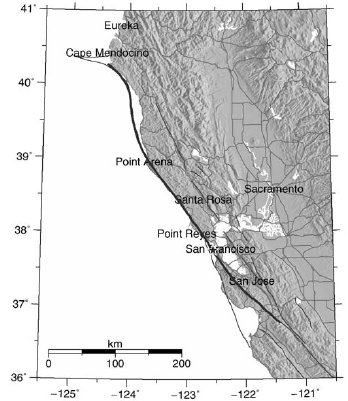 41°
Eureka
Cape Mendocino
40°
39°
Point Arena
Sacramento
Santa Rosa
38°
Point Reyes
San Francisco
San Jose
37°
km
0 100 200
36°
−125° −124° −123° −122° −121°